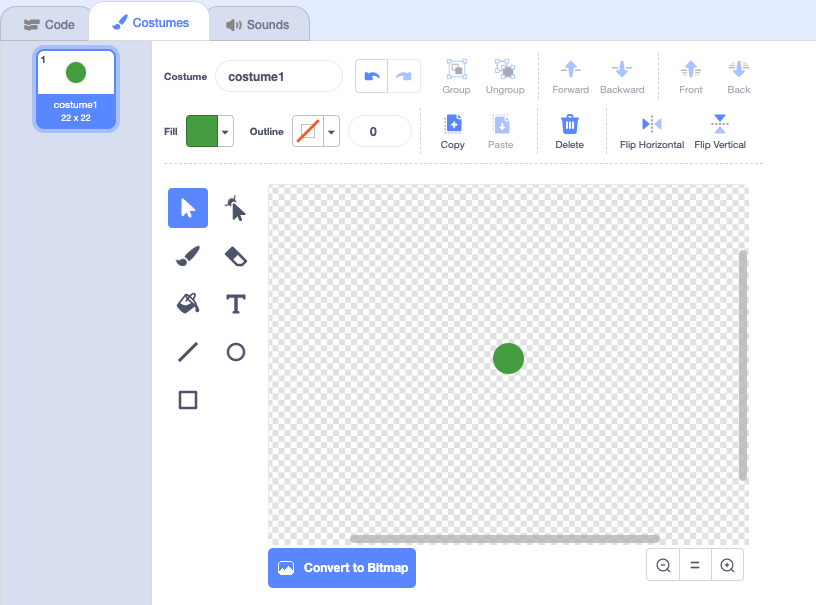 Code
Costumes
Sounds
1
costume1
22 x 22
Costume
costume1
Group
Ungroup
Forward
Backward
Front
Back
Fill
Outline
0
Copy
Paste
Delete
Flip Horizontal
Flip Vertical
T
Convert to Bitmap